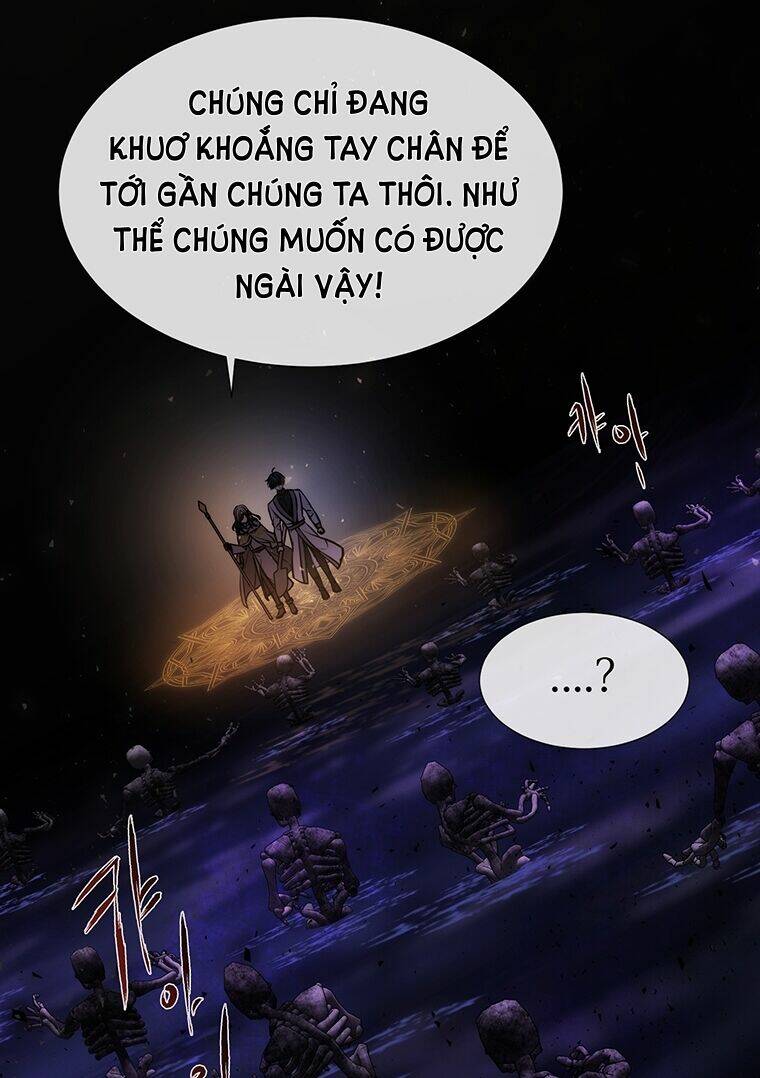 CHÚNG CHỈ ĐANG
KHUƠ KHOẮNG TAY CHÂN ĐỂ
TỚI GẦN CHÚNG TA THÔI. NHƯ
THỂ CHÚNG MUỐN CÓ ĐƯỢC
NGÀI VẬY!
캬아
....?
캬아